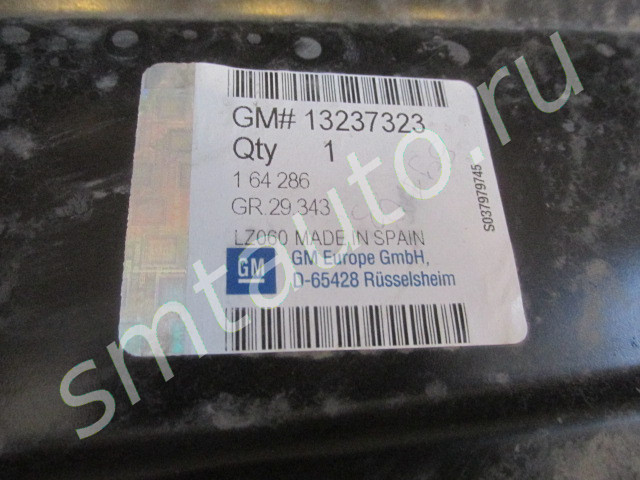 GM# 13237323
Qty 1
1 64 286
GR.29.343
LZ060 MADE IN SPAIN
GM
GM Europe GmbH,
D-65428 Rüsselsheim
S037979745
smtauto.ru